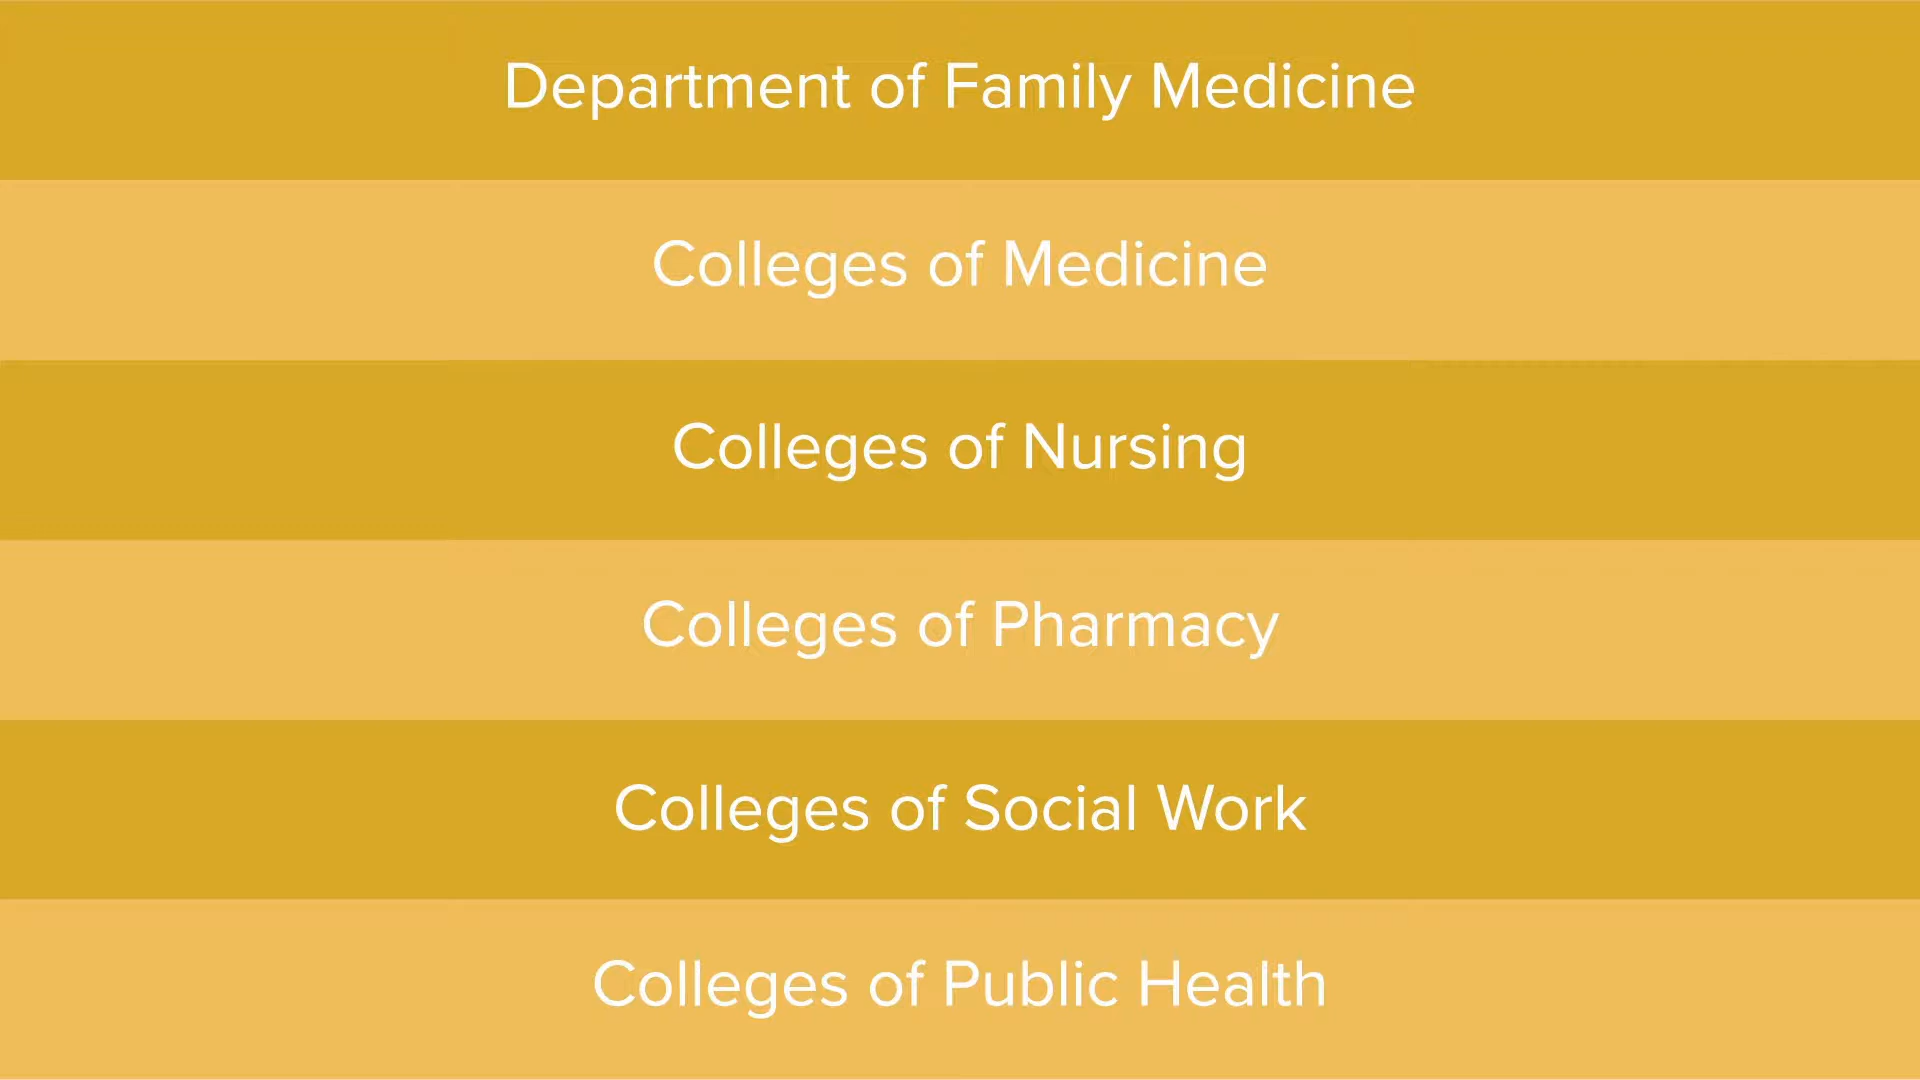 Department of Family Medicine
Colleges of Medicine
Colleges of Nursing
Colleges of Pharmacy
Colleges of Social Work
Colleges of Public Health